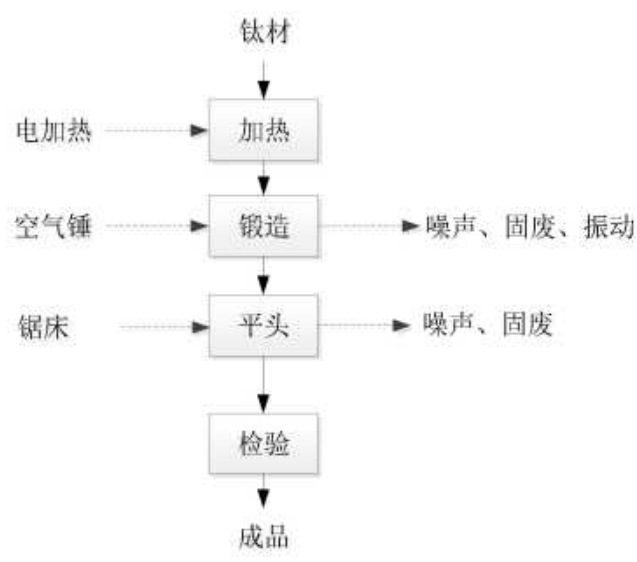 钛材
电加热 加热
空气锤 锻造 噪声、固废、振动
锯床 平头 噪声、固废
检验
成品